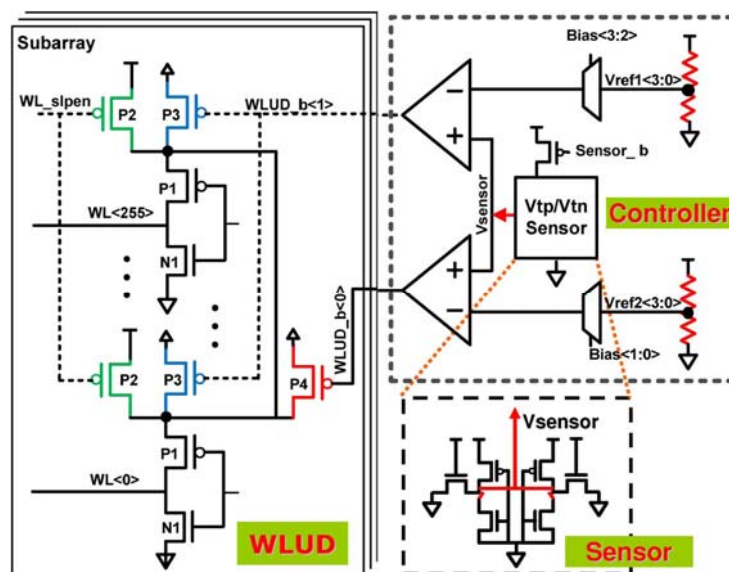 Subarray
Bias<3:2>
WL_slpen
P2
P3
WLUD_b<1>
Vref1<3:0>
−
+
Sensor_b
P1
WL<255>
Vsensor
Vtp/Vtn
Sensor
Controller
N1
+
−
WLUD_b<0>
Vref2<3:0>
P2
P3
P4
Bias<1:0>
P1
Vsensor
WL<0>
N1
WLUD
Sensor